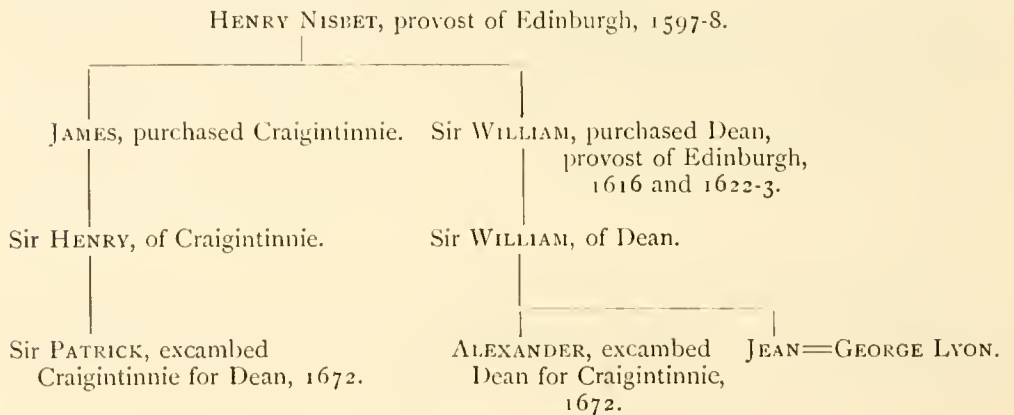 HENRY NISBET, provost of Edinburgh, 1597-8.
JAMES, purchased Craigintinnie.
Sir WILLIAM, purchased Dean,
provost of Edinburgh,
1616 and 1622-3.
Sir HENRY, of Craigintinnie.
Sir WILLIAM, of Dean.
Sir PATRICK, excambed
Craigintinnie for Dean, 1672.
ALEXANDER, excambed
Dean for Craigintinnie,
1672.
JEAN=GEORGE LYON.